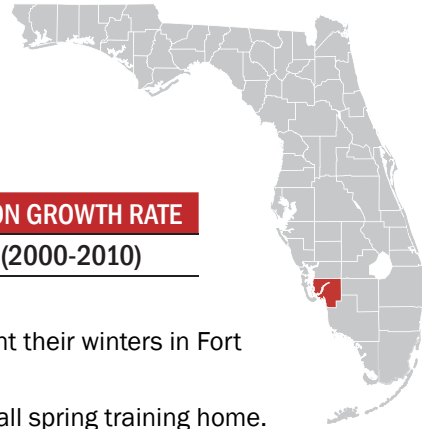 ON GROWTH RATE
(2000-2010)
nt their winters in Fort
all spring training home.